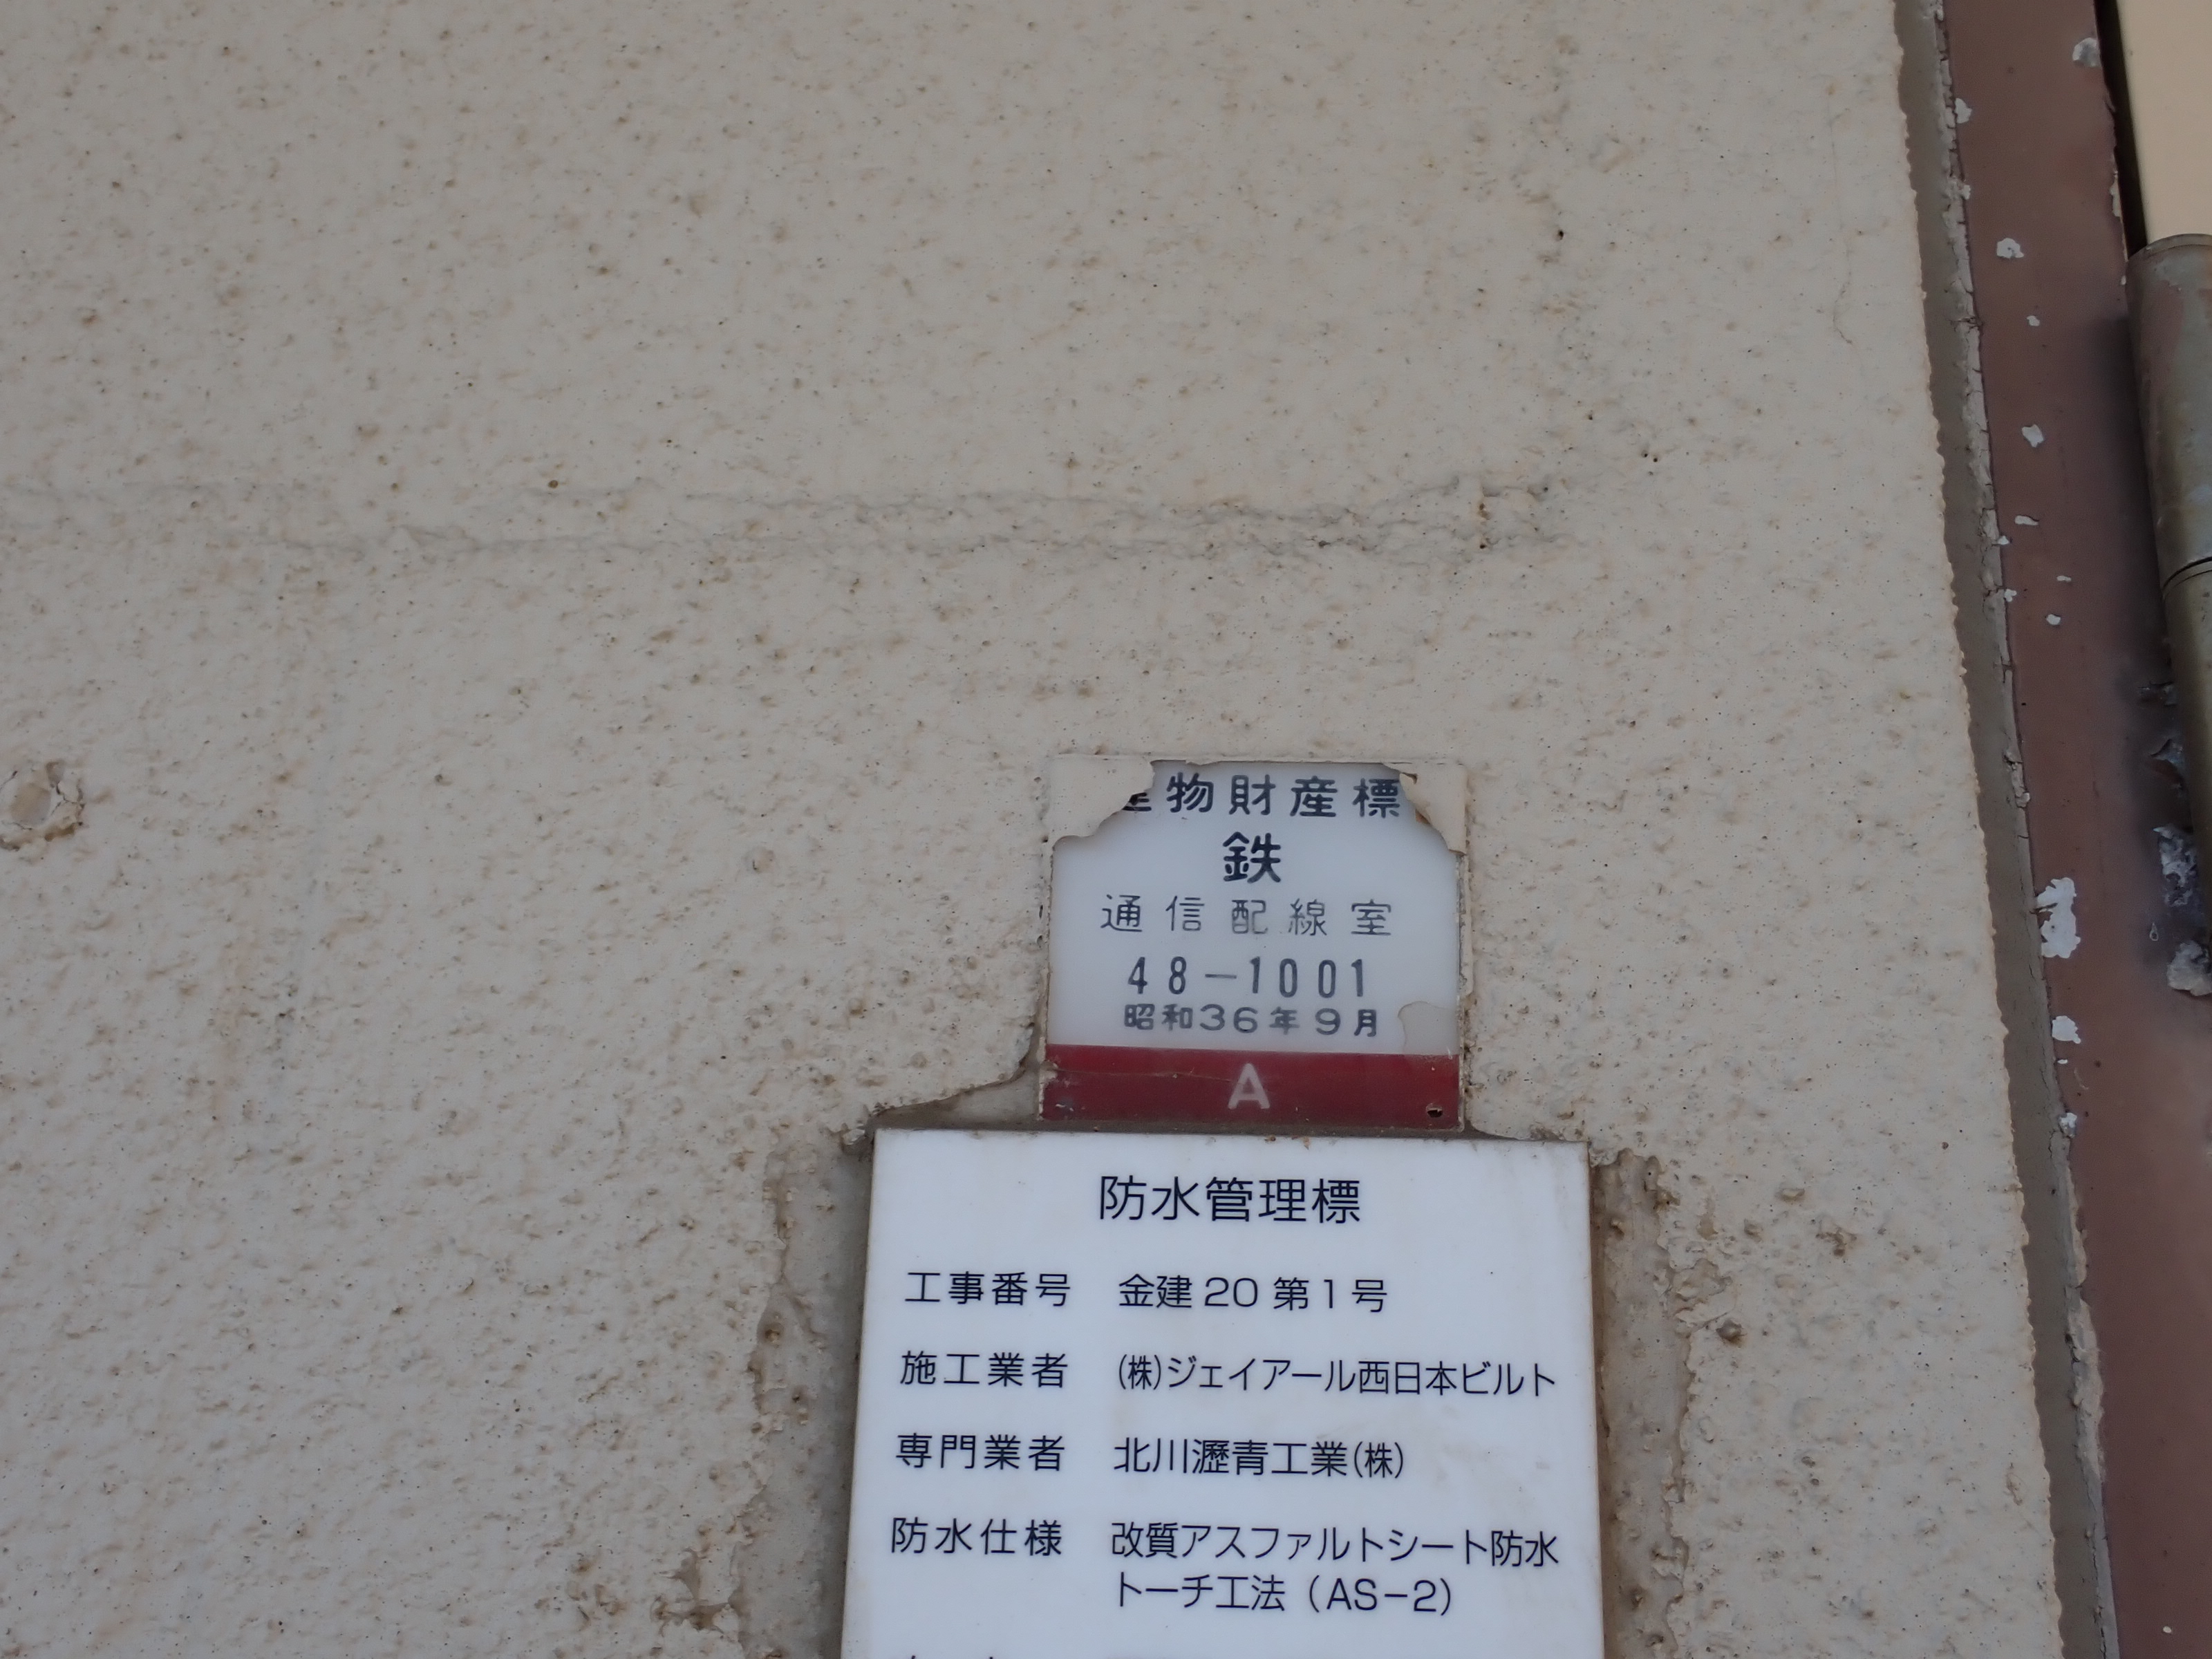 物財産標
鉄
通信配線室
48-1001
昭和36年9月
A
防水管理標
工事番号 金建20第1号
施工業者 (株)ジェイアール西日本ビルト
専門業者 北川瀝青工業(株)
防水仕様 改質アスファルトシート防水
トーチ工法（AS-2）